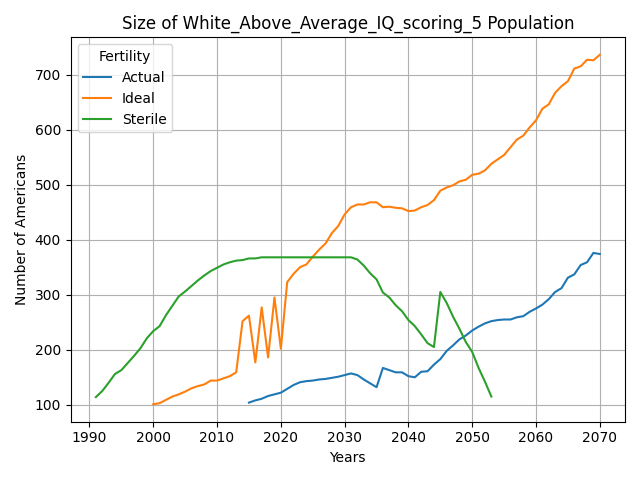 Size of White_Above_Average_IQ_scoring_5 Population
Fertility
Actual
Ideal
Sterile
Number of Americans
700
600
500
400
300
200
100
1990 2000 2010 2020 2030 2040 2050 2060 2070
Years